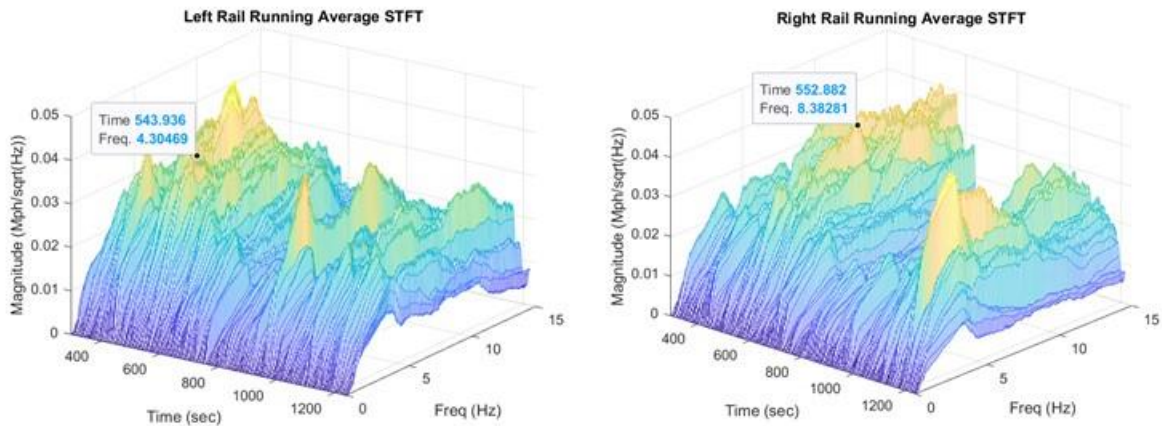 Left Rail Running Average STFT
Time 543.936
Freq. 4.30469
Magnitude (Mph/sqrt(Hz))
0.05
0.04
0.03
0.02
0.01
0
400
600
800
1000
1200
Time (sec)
0
5
10
15
Freq (Hz)
Right Rail Running Average STFT
Time 552.882
Freq. 8.38281
Magnitude (Mph/sqrt(Hz))
0.05
0.04
0.03
0.02
0.01
0
400
600
800
1000
1200
Time (sec)
0
5
10
15
Freq (Hz)